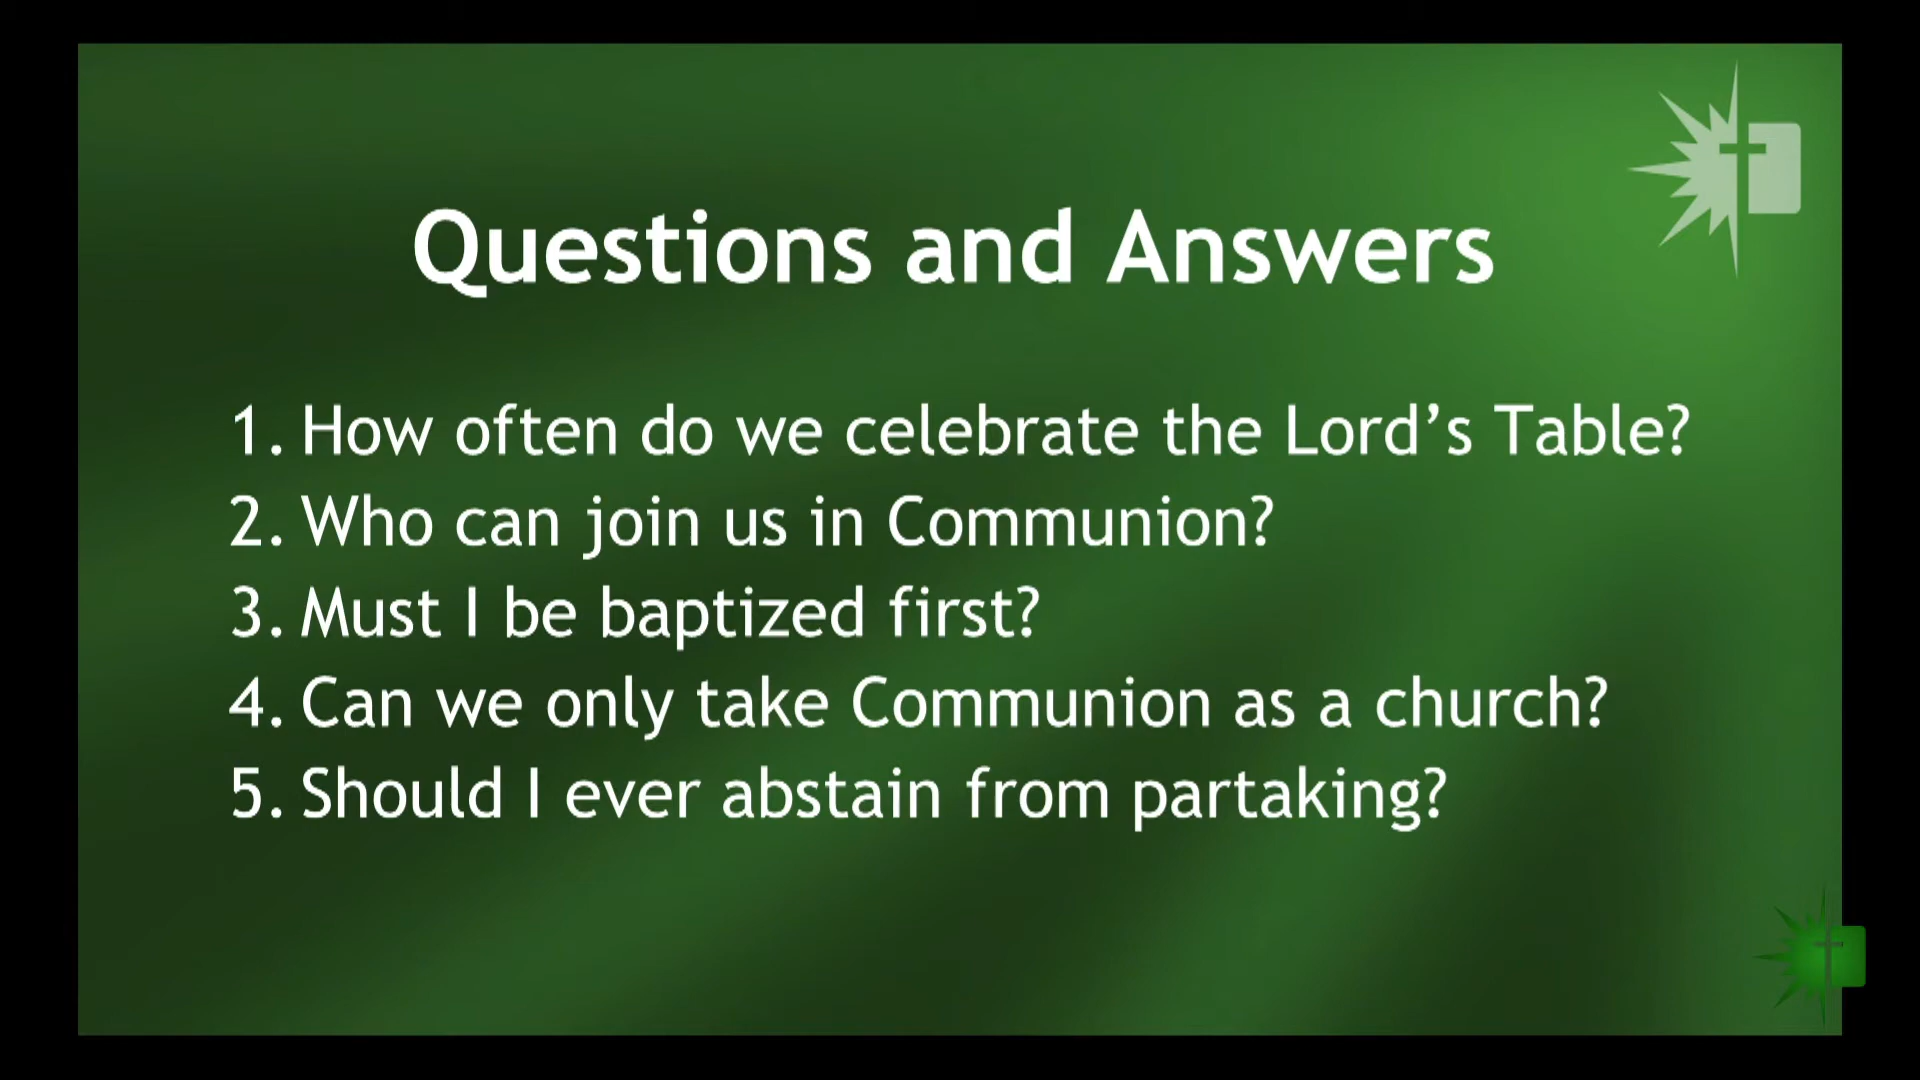 Questions and Answers
1. How often do we celebrate the Lord’s Table?
2. Who can join us in Communion?
3. Must I be baptized first?
4. Can we only take Communion as a church?
5. Should I ever abstain from partaking?